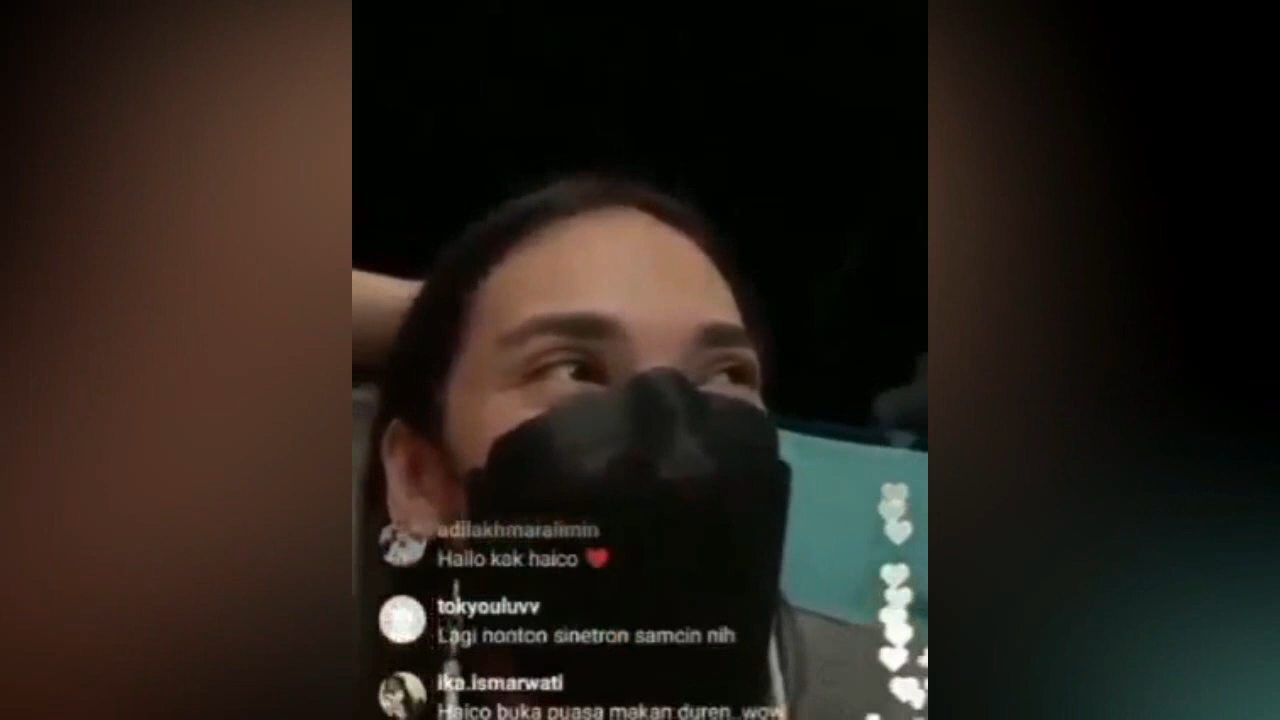 adilakhmaralimin
Hallo kak haico
tokyouluvv
Lagi nonton sinetron samcin nih
ika.ismarwati
Haico buka puasa makan duren..wow